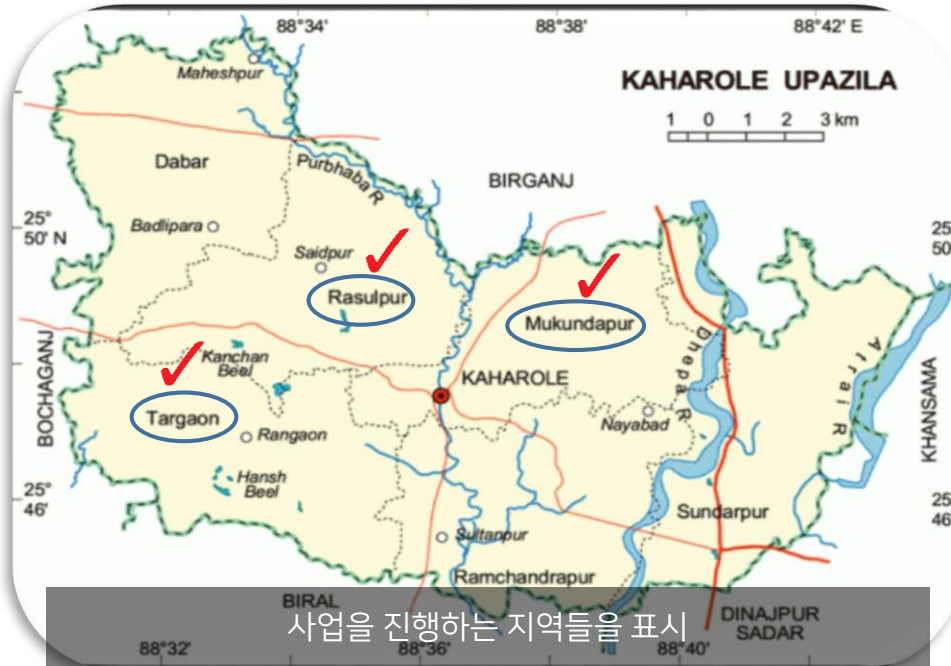 88°34'
88°38'
88°42' E
Maheshpur
KAHAROLE UPAZILA
1 0 1 2 3 km
Dabar
Purbhaba R
BIRGANJ
25°
50' N
Badlipara
25
50
Saidpur
Rasulpur
Mukundapur
Kanchan
Beel
Dhepa R
Atrai R
BOCHAGANJ
KAHAROLE
KHANSAMA
Targaon
Rangaon
Nayabad
Hansh
Beel
25°
46'
Sundarpur
25
46
Sultanpur
Ramchandrapur
BIRAL
사업을 진행하는 지역들을 표시
DINAJPUR
SADAR
88°32'
88°36'
88°40'